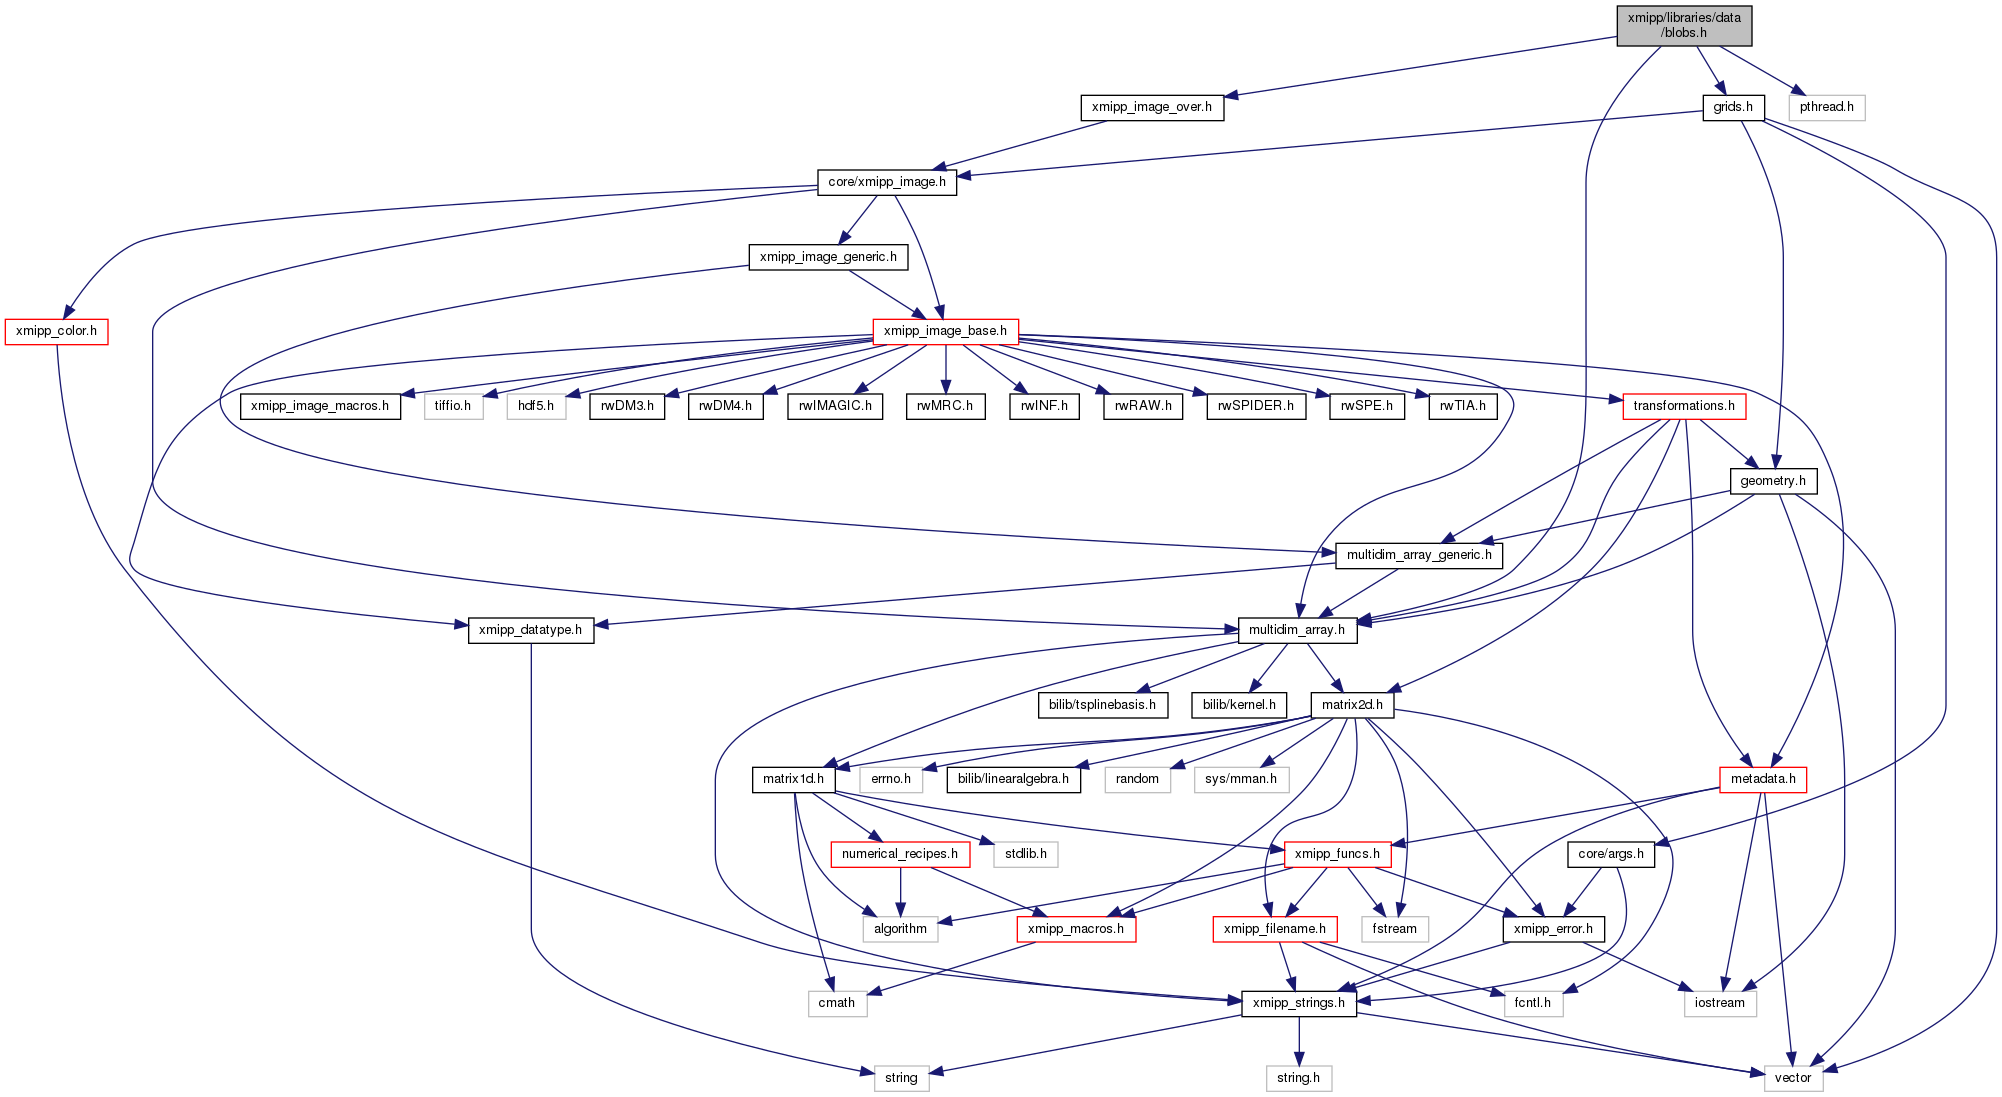 xmipp/libraries/data
/blobs.h
xmipp_image_over.h
grids.h
pthread.h
core/xmipp_image.h
xmipp_image_generic.h
xmipp_color.h
xmipp_image_base.h
xmipp_image_macros.h
tiffio.h
hdf5.h
rwDM3.h
rwDM4.h
rwIMAGIC.h
rwMRC.h
rwINF.h
rwRAW.h
rwSPIDER.h
rwSPE.h
rwTIA.h
transformations.h
geometry.h
multidim_array_generic.h
xmipp_datatype.h
multidim_array.h
bilib/tsplinebasis.h
bilib/kernel.h
matrix2d.h
matrix1d.h
errno.h
bilib/linearalgebra.h
random
sys/mman.h
metadata.h
numerical_recipes.h
stdlib.h
xmipp_funcs.h
core/args.h
algorithm
xmipp_macros.h
xmipp_filename.h
fstream
xmipp_error.h
cmath
xmipp_strings.h
fcntl.h
iostream
string
string.h
vector